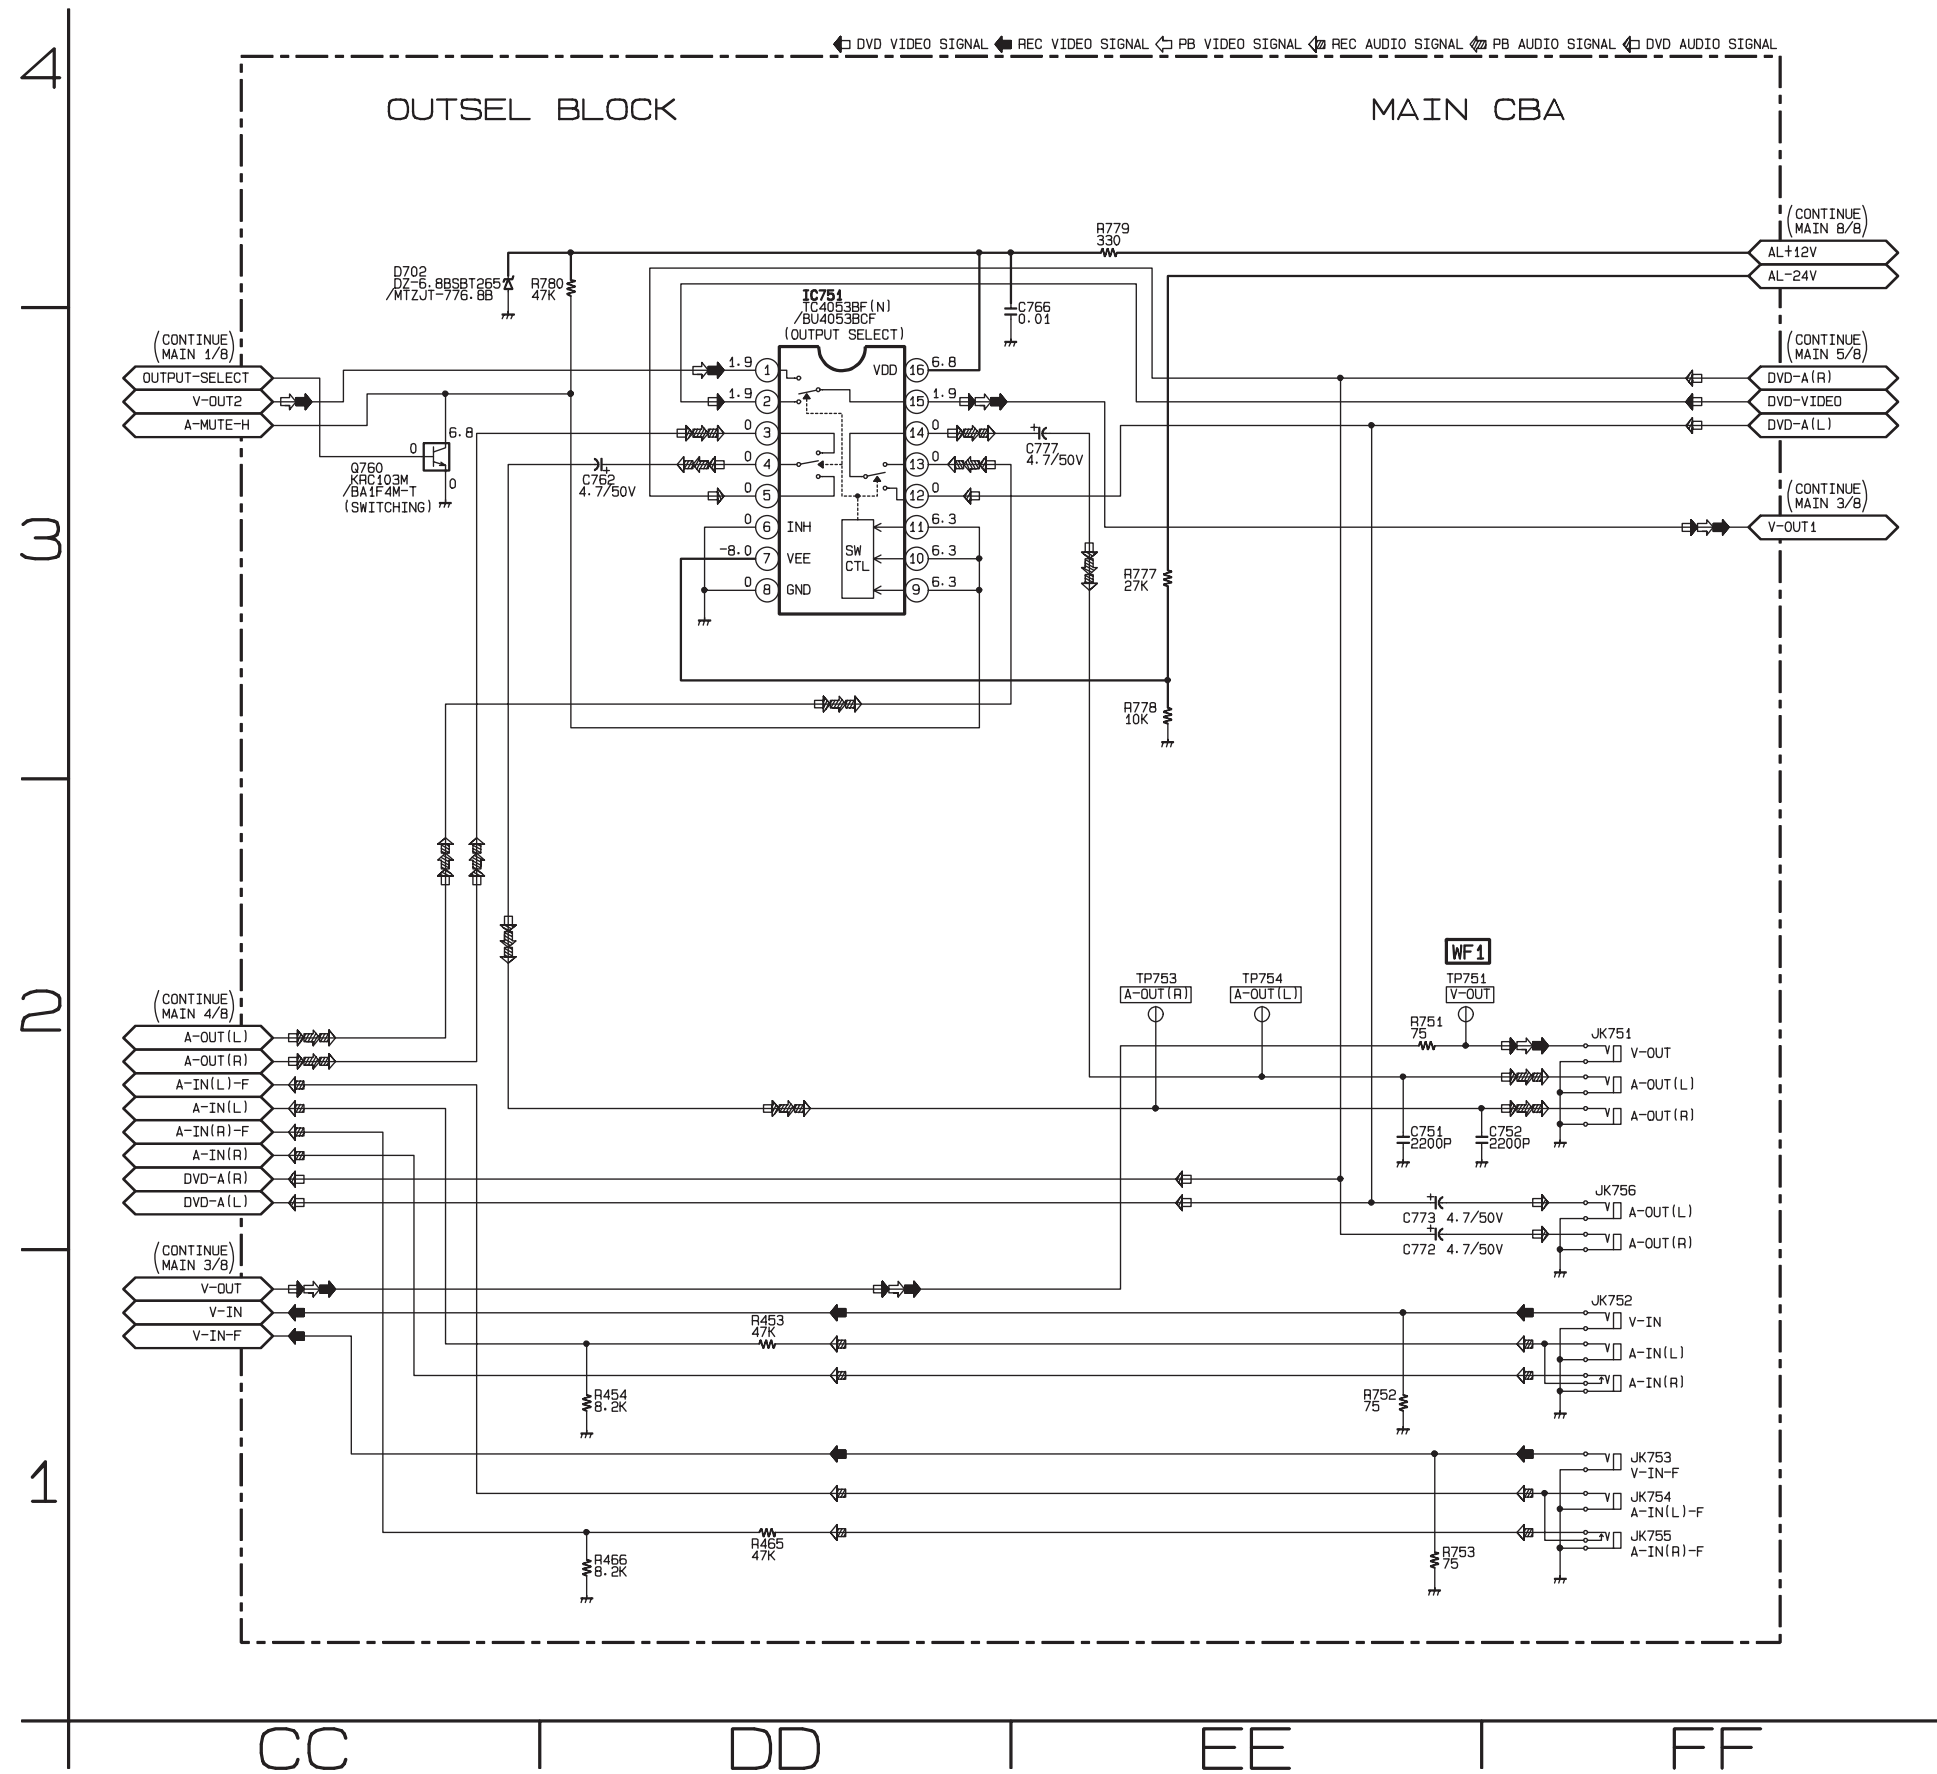 DVD VIDEO SIGNAL REC VIDEO SIGNAL PB VIDEO SIGNAL REC AUDIO SIGNAL PB AUDIO SIGNAL DVD AUDIO SIGNAL
4
OUTSEL BLOCK
MAIN CBA
(CONTINUE
MAIN 8/8)
AL+12V
AL-24V
R779
330
D702
DZ-6.8BSBT265
/MTZJT-776.8B
R780
47K
IC751
TC4053BF(N)
/BU4053BCF
(OUTPUT SELECT)
C766
0.01
(CONTINUE
MAIN 1/8)
OUTPUT-SELECT
V-OUT2
A-MUTE-H
(CONTINUE
MAIN 5/8)
DVD-A(R)
DVD-VIDEO
DVD-A(L)
1.9 1 VDD 16 6.8
1.9 2 15 1.9
0 3 14 0
0 4 13 0
0 5 12 0
0 6 INH 11 6.3
-8.0 7 VEE 10 6.3
0 8 GND 9 6.3
SW
CTL
0
6.8
0
Q760
KRC103M
/BA1F4M-T
(SWITCHING)
C762
4.7/50V
+
+
C777
4.7/50V
(CONTINUE
MAIN 3/8)
V-OUT1
3
R777
27K
R778
10K
2
WF1
TP753
A-OUT(R)
TP754
A-OUT(L)
TP751
V-OUT
(CONTINUE
MAIN 4/8)
A-OUT(L)
A-OUT(R)
A-IN(L)-F
A-IN(L)
A-IN(R)-F
A-IN(R)
DVD-A(R)
DVD-A(L)
R751
75
JK751
V-OUT
A-OUT(L)
A-OUT(R)
C751
2200P
C752
2200P
JK756
A-OUT(L)
A-OUT(R)
+
C773 4.7/50V
+
C772 4.7/50V
(CONTINUE
MAIN 3/8)
V-OUT
V-IN
V-IN-F
JK752
V-IN
A-IN(L)
A-IN(R)
R453
47K
R454
8.2K
R752
75
1
JK753
V-IN-F
JK754
A-IN(L)-F
JK755
A-IN(R)-F
R465
47K
R466
8.2K
R753
75
CC DD EE FF